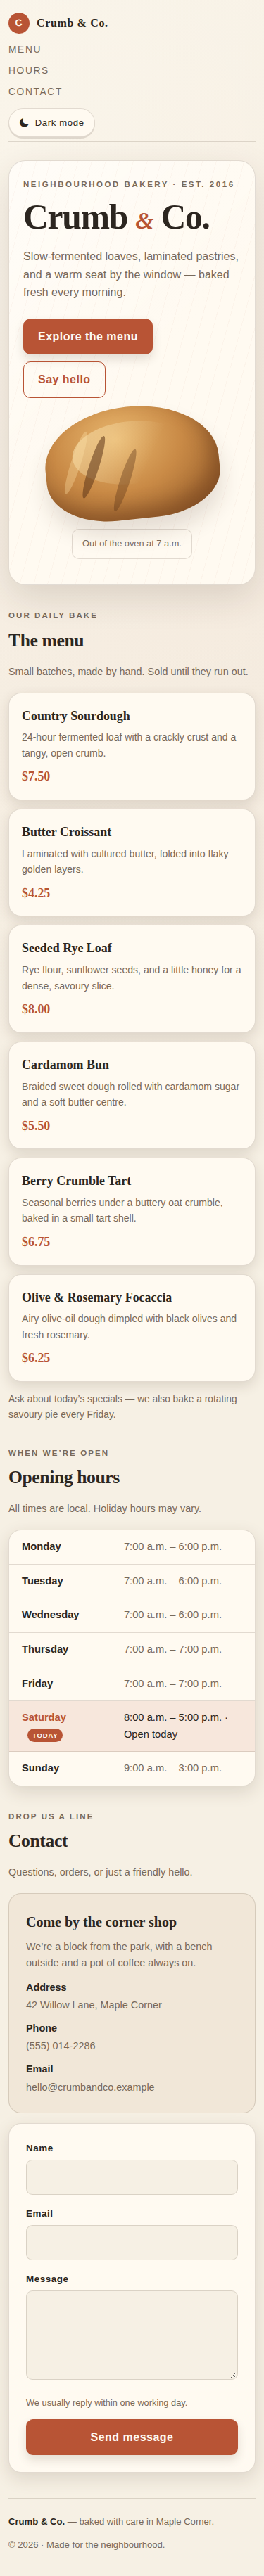 C Crumb & Co.
MENU
HOURS
CONTACT
Dark mode
NEIGHBOURHOOD BAKERY · EST. 2016
Crumb & Co.
Slow-fermented loaves, laminated pastries,
and a warm seat by the window — baked
fresh every morning.
Explore the menu
Say hello
Out of the oven at 7 a.m.
OUR DAILY BAKE
The menu
Small batches, made by hand. Sold until they run out.
Country Sourdough
24-hour fermented loaf with a crackly crust and a
tangy, open crumb.
$7.50
Butter Croissant
Laminated with cultured butter, folded into flaky
golden layers.
$4.25
Seeded Rye Loaf
Rye flour, sunflower seeds, and a little honey for a
dense, savoury slice.
$8.00
Cardamom Bun
Braided sweet dough rolled with cardamom sugar
and a soft butter centre.
$5.50
Berry Crumble Tart
Seasonal berries under a buttery oat crumble,
baked in a small tart shell.
$6.75
Olive & Rosemary Focaccia
Airy olive-oil dough dimpled with black olives and
fresh rosemary.
$6.25
Ask about today's specials — we also bake a rotating
savoury pie every Friday.
WHEN WE'RE OPEN
Opening hours
All times are local. Holiday hours may vary.
Monday 7:00 a.m. – 6:00 p.m.
Tuesday 7:00 a.m. – 6:00 p.m.
Wednesday 7:00 a.m. – 6:00 p.m.
Thursday 7:00 a.m. – 7:00 p.m.
Friday 7:00 a.m. – 7:00 p.m.
Saturday 8:00 a.m. – 5:00 p.m. ·
TODAY Open today
Sunday 9:00 a.m. – 3:00 p.m.
DROP US A LINE
Contact
Questions, orders, or just a friendly hello.
Come by the corner shop
We're a block from the park, with a bench
outside and a pot of coffee always on.
Address
42 Willow Lane, Maple Corner
Phone
(555) 014-2286
Email
hello@crumbandco.example
Name
Email
Message
We usually reply within one working day.
Send message
Crumb & Co. — baked with care in Maple Corner.
© 2026 · Made for the neighbourhood.